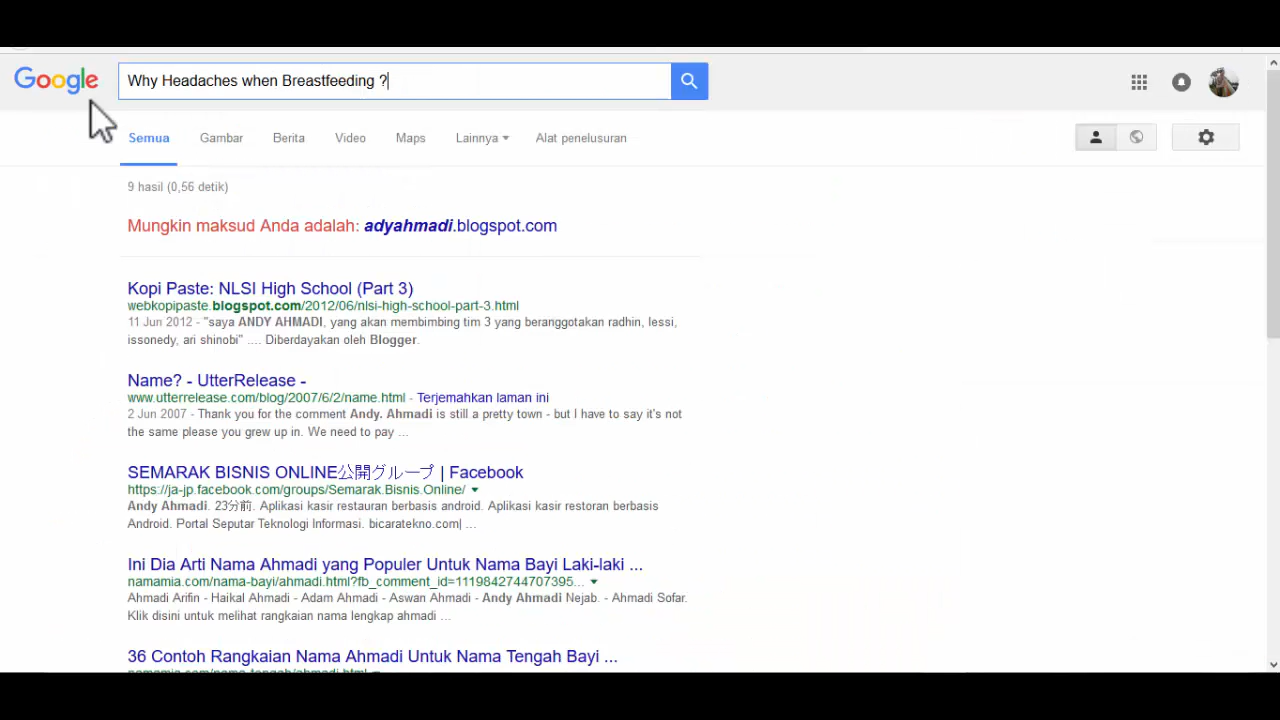 Google
Why Headaches when Breastfeeding ?
Semua Gambar Berita Video Maps Lainnya Alat penelusuran
9 hasil (0,56 detik)
Mungkin maksud Anda adalah: adyahmadi.blogspot.com
Kopi Paste: NLSI High School (Part 3)
webkopipaste.blogspot.com/2012/06/nlsi-high-school-part-3.html
11 Jun 2012 - "saya ANDY AHMADI, yang akan membimbing tim 3 yang beranggotakan radhin, lessi,
issonedy, ari shinobi" .... Diberdayakan oleh Blogger.
Name? - UtterRelease -
www.utterrelease.com/blog/2007/6/2/name.html - Terjemahkan laman ini
2 Jun 2007 - Thank you for the comment Andy. Ahmadi is still a pretty town - but I have to say it's not
the same please you grew up in. We need to pay ...
SEMARAK BISNIS ONLINE公開グループ | Facebook
https://ja-jp.facebook.com/groups/Semarak.Bisnis.Online/
Andy Ahmadi. 23分前. Aplikasi kasir restauran berbasis android. Aplikasi kasir restoran berbasis
Android. Portal Seputar Teknologi Informasi. bicaratekno.com| ...
Ini Dia Arti Nama Ahmadi yang Populer Untuk Nama Bayi Laki-laki ...
namamia.com/nama-bayi/ahmadi.html?fb_comment_id=1119842744707395...
Ahmadi Arifin - Haikal Ahmadi - Adam Ahmadi - Aswan Ahmadi - Andy Ahmadi Nejab. - Ahmadi Sofar.
Klik disini untuk melihat rangkaian nama lengkap ahmadi ...
36 Contoh Rangkaian Nama Ahmadi Untuk Nama Tengah Bayi ...
namamia.com/nama-tengah/ahmadi.html